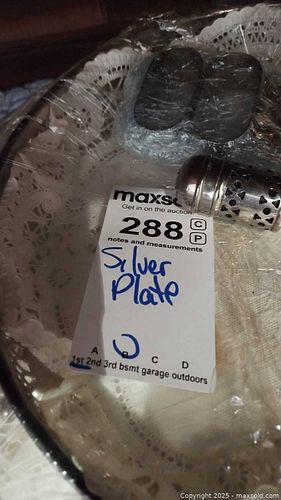 maxso
Get in on the auction
288 C
P
notes and measurements
Silver
Plate
A B C D
1st 2nd 3rd bsmt garage outdoors
Copyright © 2025 - maxsold.com